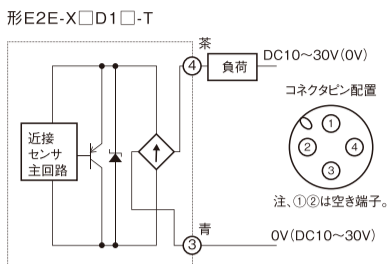 形E2E-X□D1□-T
茶
④
負荷
DC10～30V(0V)
コネクタピン配置
近接
センサ
主回路
①
②
④
③
注、①②は空き端子。
青
③
0V(DC10～30V)